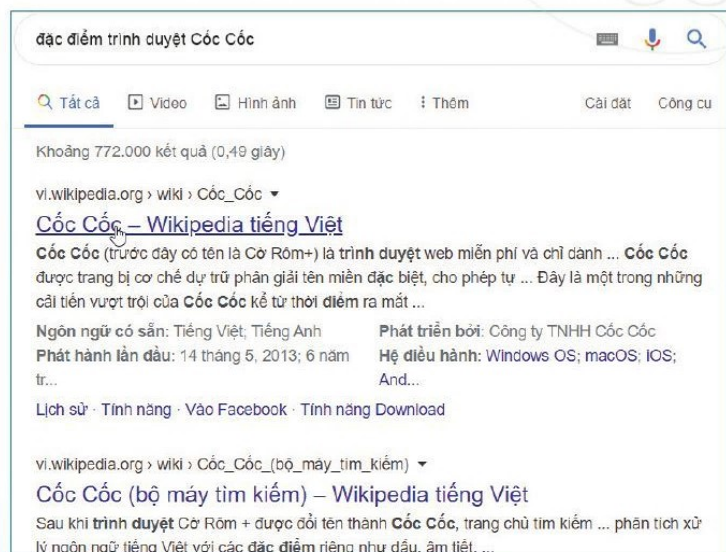 đặc điểm trình duyệt Cốc Cốc
Tất cả Video Hình ảnh Tin tức Thêm Cài đặt Công cụ
Khoảng 772.000 kết quả (0,49 giây)
vi.wikipedia.org › wiki › Cốc_Cốc
Cốc Cốc – Wikipedia tiếng Việt
Cốc Cốc (trước đây có tên là Cờ Rôm+) là trình duyệt web miễn phí và chỉ dành ... Cốc Cốc
được trang bị cơ chế dự trữ phân giải tên miền đặc biệt, cho phép tự ... Đây là một trong những
cải tiến vượt trội của Cốc Cốc kể từ thời điểm ra mắt ...
Ngôn ngữ có sẵn: Tiếng Việt; Tiếng Anh Phát triển bởi: Công ty TNHH Cốc Cốc
Phát hành lần đầu: 14 tháng 5, 2013; 6 năm Hệ điều hành: Windows OS; macOS; iOS;
tr... And...
Lịch sử · Tính năng · Vào Facebook · Tính năng Download
vi.wikipedia.org › wiki › Cốc_Cốc_(bộ_máy_tìm_kiếm)
Cốc Cốc (bộ máy tìm kiếm) – Wikipedia tiếng Việt
Sau khi trình duyệt Cờ Rôm + được đổi tên thành Cốc Cốc, trang chủ tìm kiếm ... phân tích xử
lý ngôn ngữ tiếng Việt với các đặc điểm riêng như dấu, âm tiết, ...